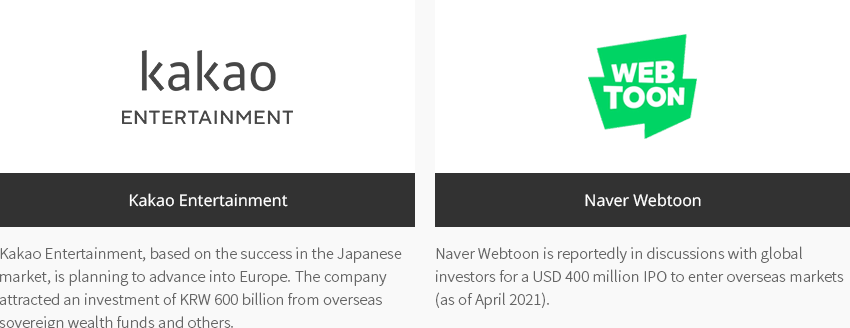 kakao
ENTERTAINMENT
Kakao Entertainment
Kakao Entertainment, based on the success in the Japanese
market, is planning to advance into Europe. The company
attracted an investment of KRW 600 billion from overseas
sovereign wealth funds and others.
WEB
TOON
Naver Webtoon
Naver Webtoon is reportedly in discussions with global
investors for a USD 400 million IPO to enter overseas markets
(as of April 2021).